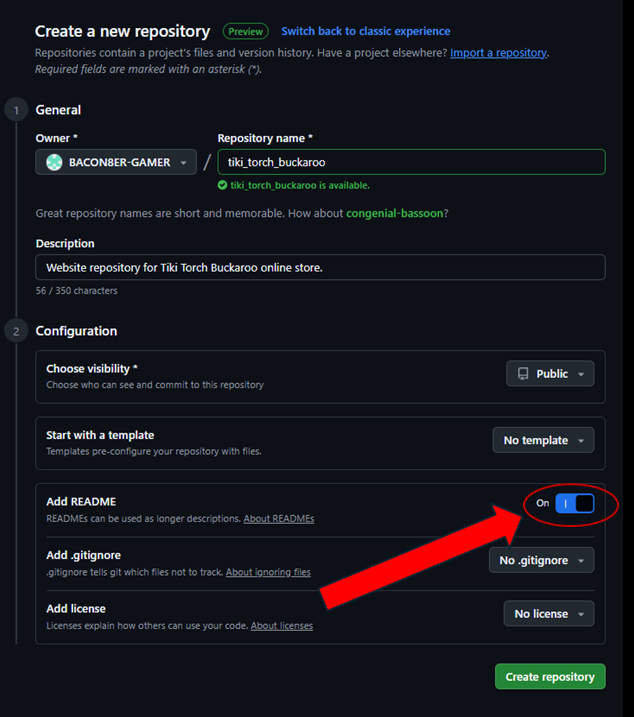 Create a new repository Preview Switch back to classic experience
Repositories contain a project's files and version history. Have a project elsewhere? Import a repository.
Required fields are marked with an asterisk (*).
1 General
Owner * Repository name *
BACON8ER-GAMER / tiki_torch_buckaroo
tiki_torch_buckaroo is available.
Great repository names are short and memorable. How about congenial-bassoon?
Description
Website repository for Tiki Torch Buckaroo online store.
56 / 350 characters
2 Configuration
Choose visibility * Public
Choose who can see and commit to this repository
Start with a template No template
Templates pre-configure your repository with files.
Add README On
READMEs can be used as longer descriptions. About READMEs
Add .gitignore No .gitignore
.gitignore tells git which files not to track. About ignoring files
Add license No license
Licenses explain how others can use your code. About licenses
Create repository